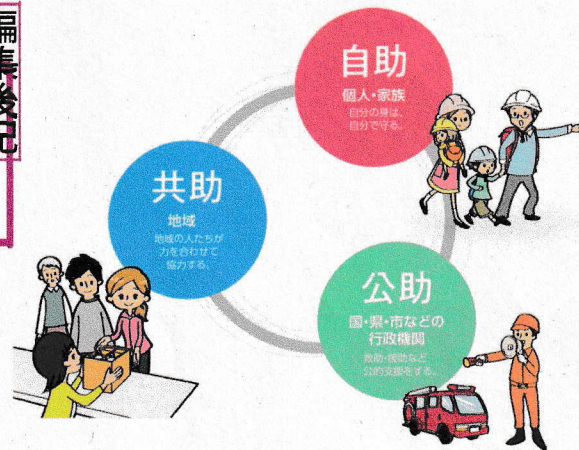 編集後記
自助
個人・家族
自分の身は、
自分で守る。
共助
地域
地域の人たちが
力を合わせて
協力する。
公助
国・県・市などの
行政機関
救助・援助など
公的支援をする。